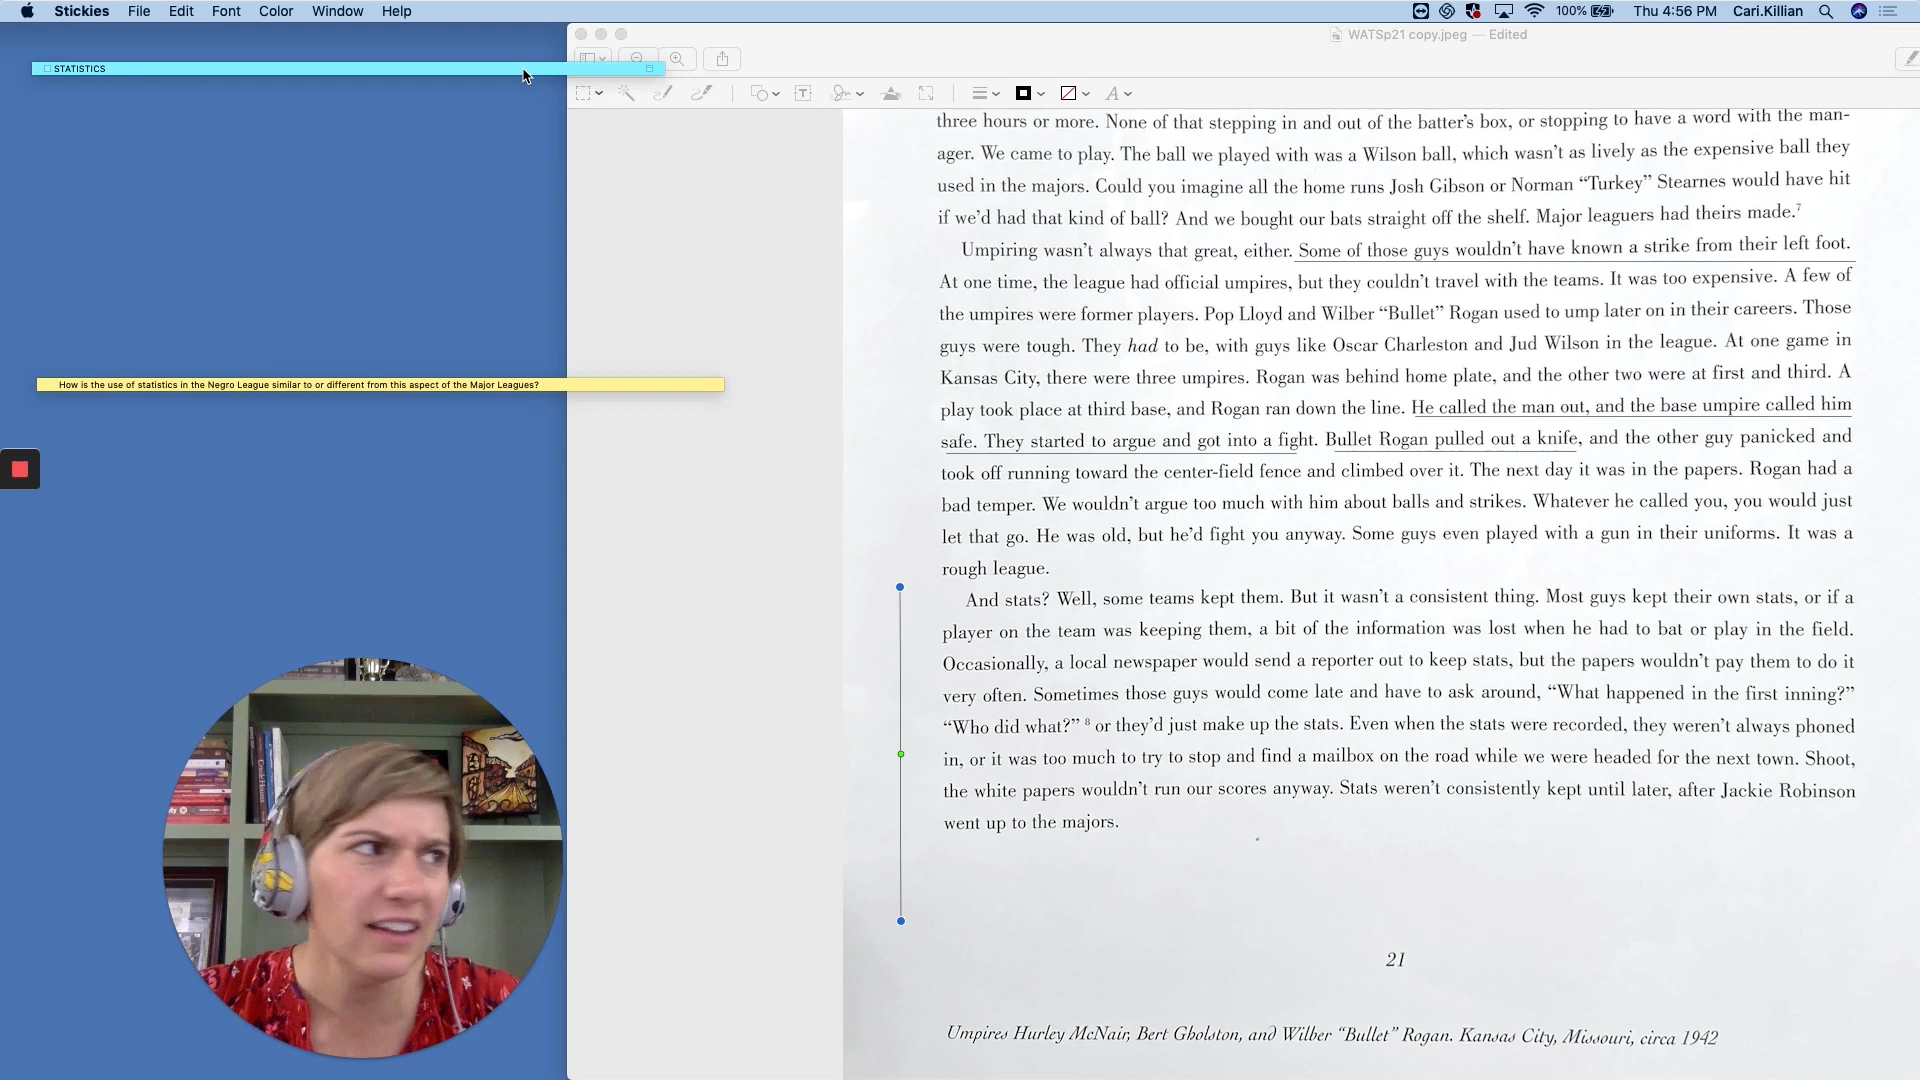 Stickies File Edit Font Color Window Help 100% Thu 4:56 PM Cari.Killian
WATSp21 copy.jpeg — Edited
STATISTICS
How is the use of statistics in the Negro League similar to or different from this aspect of the Major Leagues?
three hours or more. None of that stepping in and out of the batter's box, or stopping to have a word with the man-
ager. We came to play. The ball we played with was a Wilson ball, which wasn't as lively as the expensive ball they
used in the majors. Could you imagine all the home runs Josh Gibson or Norman “Turkey” Stearnes would have hit
if we'd had that kind of ball? And we bought our bats straight off the shelf. Major leaguers had theirs made.⁷
Umpiring wasn't always that great, either. Some of those guys wouldn't have known a strike from their left foot.
At one time, the league had official umpires, but they couldn't travel with the teams. It was too expensive. A few of
the umpires were former players. Pop Lloyd and Wilber “Bullet” Rogan used to ump later on in their careers. Those
guys were tough. They had to be, with guys like Oscar Charleston and Jud Wilson in the league. At one game in
Kansas City, there were three umpires. Rogan was behind home plate, and the other two were at first and third. A
play took place at third base, and Rogan ran down the line. He called the man out, and the base umpire called him
safe. They started to argue and got into a fight. Bullet Rogan pulled out a knife, and the other guy panicked and
took off running toward the center-field fence and climbed over it. The next day it was in the papers. Rogan had a
bad temper. We wouldn't argue too much with him about balls and strikes. Whatever he called you, you would just
let that go. He was old, but he'd fight you anyway. Some guys even played with a gun in their uniforms. It was a
rough league.
And stats? Well, some teams kept them. But it wasn't a consistent thing. Most guys kept their own stats, or if a
player on the team was keeping them, a bit of the information was lost when he had to bat or play in the field.
Occasionally, a local newspaper would send a reporter out to keep stats, but the papers wouldn't pay them to do it
very often. Sometimes those guys would come late and have to ask around, “What happened in the first inning?”
“Who did what?” ⁸ or they'd just make up the stats. Even when the stats were recorded, they weren't always phoned
in, or it was too much to try to stop and find a mailbox on the road while we were headed for the next town. Shoot,
the white papers wouldn't run our scores anyway. Stats weren't consistently kept until later, after Jackie Robinson
went up to the majors.
21
Umpires Hurley McNair, Bert Gholston, and Wilber “Bullet” Rogan. Kansas City, Missouri, circa 1942